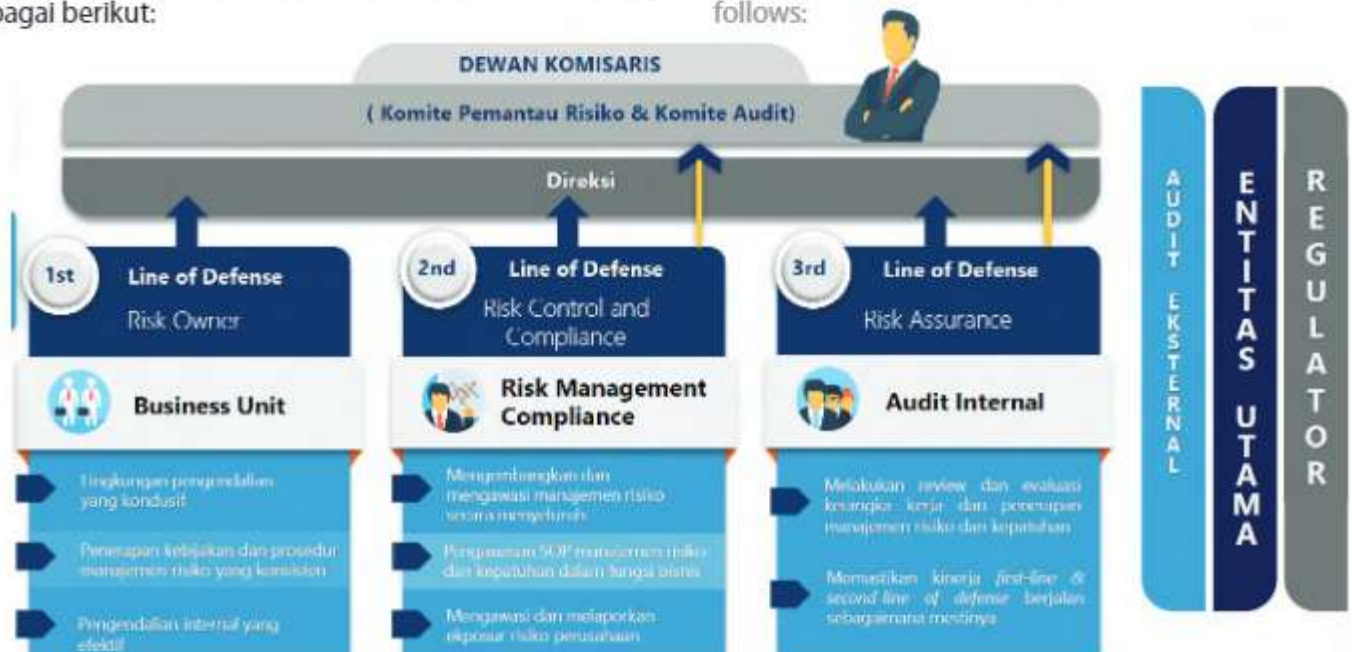 bagai berikut:
follows:
DEWAN KOMISARIS
( Komite Pemantau Risiko & Komite Audit)
Direksi
1st
Line of Defense
Risk Owner
Business Unit
Lingkungan pengendalian
yang kondusif
Penerapan kebijakan dan prosedur
manajemen risiko yang konsisten
Pengendalian internal yang
efektif
2nd
Line of Defense
Risk Control and
Compliance
Risk Management
Compliance
Mengembangkan dan
mengawasi manajemen risiko
secara menyeluruh
Pengawasan SOP manajemen risiko
dan kepatuhan dalam fungsi bisnis
Mengawasi dan melaporkan
ekposur risiko perusahaan
3rd
Line of Defense
Risk Assurance
Audit Internal
Melakukan review dan evaluasi
kerangka kerja dan penerapan
manajemen risiko dan kepatuhan
Memastikan kinerja first-line &
second line of defense berjalan
sebagaimana mestinya
AUDIT EKSTERNAL
ENTITAS UTAMA
REGULATOR